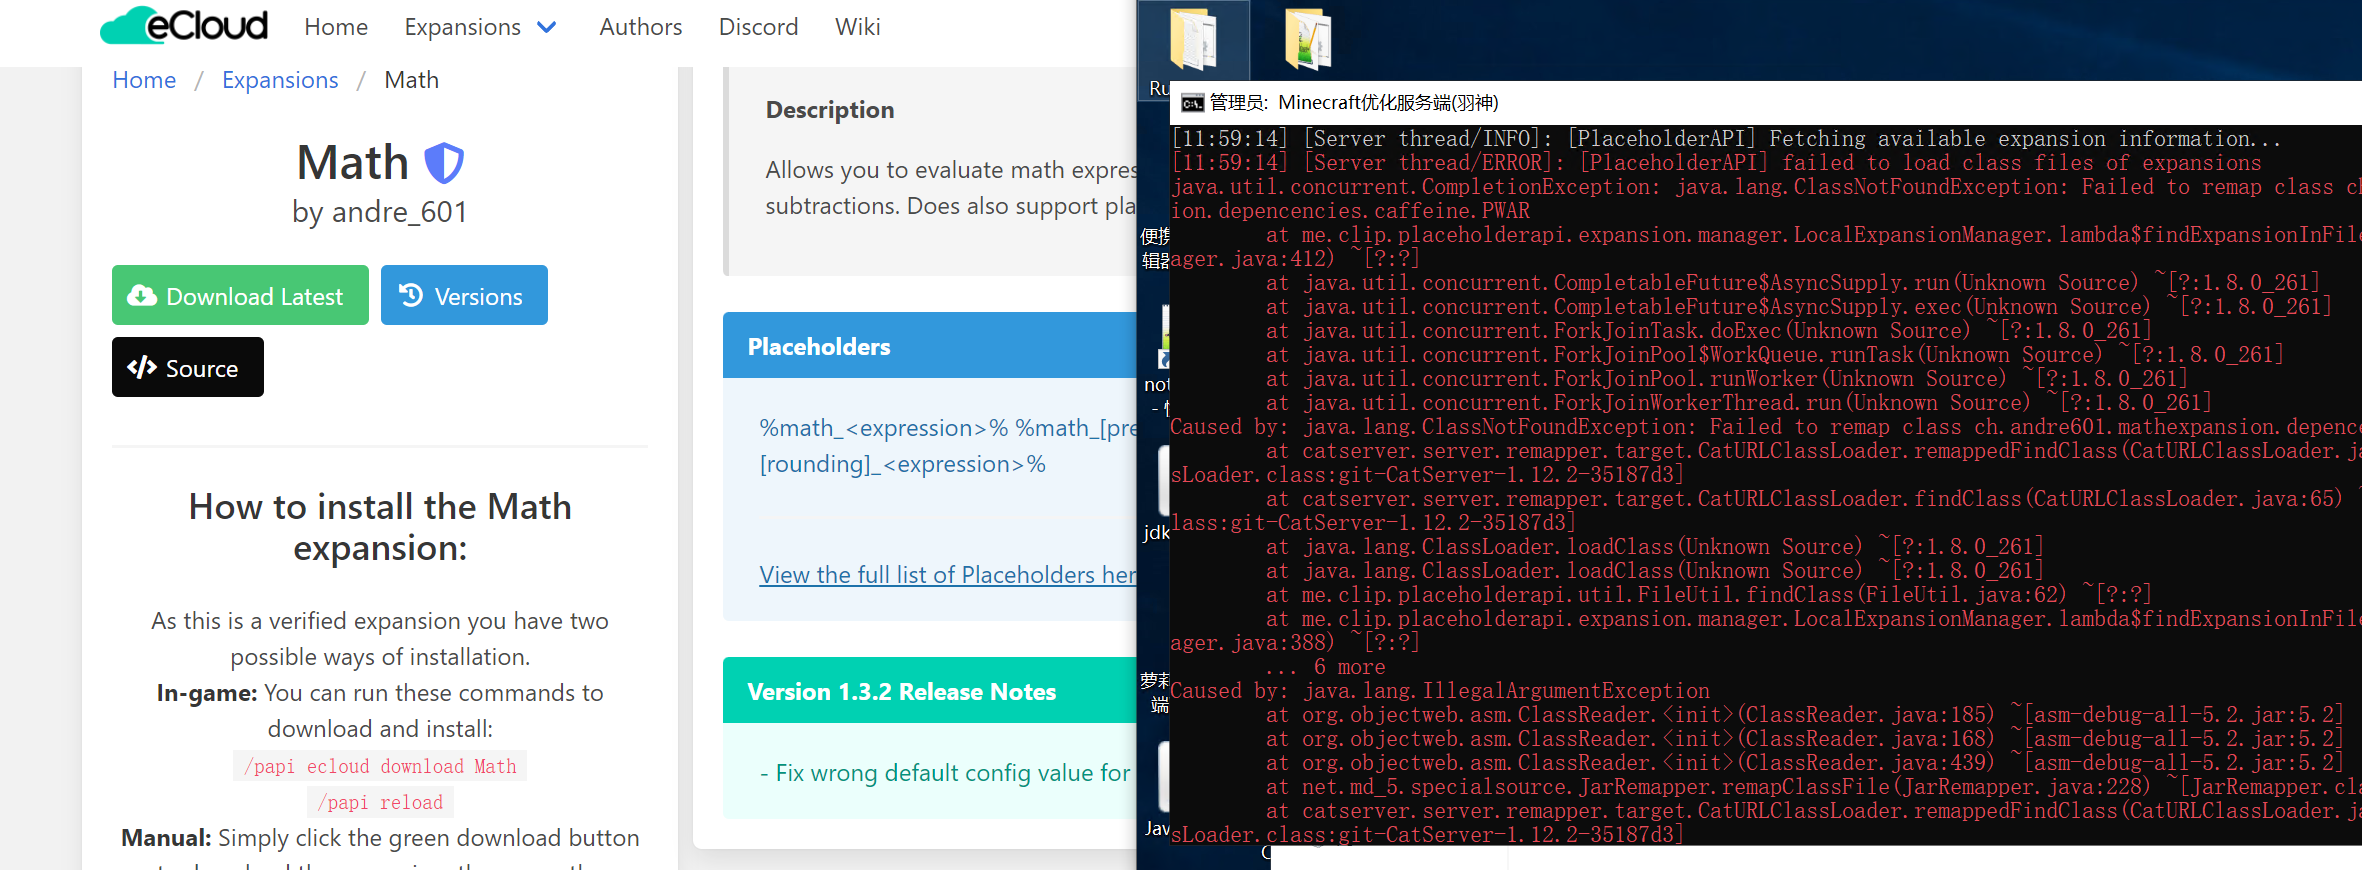 eCloud Home Expansions Authors Discord Wiki
Home / Expansions / Math
Math
by andre_601
Download Latest
Versions
Source
How to install the Math
expansion:
As this is a verified expansion you have two
possible ways of installation.
In-game: You can run these commands to
download and install:
/papi ecloud download Math
/papi reload
Manual: Simply click the green download button
Description
Allows you to evaluate math expres
subtractions. Does also support pla
Placeholders
%math_<expression>% %math_[pre
[rounding]_<expression>%
View the full list of Placeholders her
Version 1.3.2 Release Notes
- Fix wrong default config value for
Ru
便携
辑器
not
jdk
萝莉
端
Jav
管理员: Minecraft优化服务端(羽神)
[11:59:14] [Server thread/INFO]: [PlaceholderAPI] Fetching available expansion information...
[11:59:14] [Server thread/ERROR]: [PlaceholderAPI] failed to load class files of expansions
java.util.concurrent.CompletionException: java.lang.ClassNotFoundException: Failed to remap class ch
ion.depencencies.caffeine.PWAR
at me.clip.placeholderapi.expansion.manager.LocalExpansionManager.lambda$findExpansionInFile
ager.java:412) ~[?:?]
at java.util.concurrent.CompletableFuture$AsyncSupply.run(Unknown Source) ~[?:1.8.0_261]
at java.util.concurrent.CompletableFuture$AsyncSupply.exec(Unknown Source) ~[?:1.8.0_261]
at java.util.concurrent.ForkJoinTask.doExec(Unknown Source) ~[?:1.8.0_261]
at java.util.concurrent.ForkJoinPool$WorkQueue.runTask(Unknown Source) ~[?:1.8.0_261]
at java.util.concurrent.ForkJoinPool.runWorker(Unknown Source) ~[?:1.8.0_261]
at java.util.concurrent.ForkJoinWorkerThread.run(Unknown Source) ~[?:1.8.0_261]
Caused by: java.lang.ClassNotFoundException: Failed to remap class ch.andre601.mathexpansion.depence
at catserver.server.remapper.target.CatURLClassLoader.remappedFindClass(CatURLClassLoader.ja
sLoader.class:git-CatServer-1.12.2-35187d3]
at catserver.server.remapper.target.CatURLClassLoader.findClass(CatURLClassLoader.java:65) ~
lass:git-CatServer-1.12.2-35187d3]
at java.lang.ClassLoader.loadClass(Unknown Source) ~[?:1.8.0_261]
at java.lang.ClassLoader.loadClass(Unknown Source) ~[?:1.8.0_261]
at me.clip.placeholderapi.util.FileUtil.findClass(FileUtil.java:62) ~[?:?]
at me.clip.placeholderapi.expansion.manager.LocalExpansionManager.lambda$findExpansionInFile
ager.java:388) ~[?:?]
... 6 more
Caused by: java.lang.IllegalArgumentException
at org.objectweb.asm.ClassReader.<init>(ClassReader.java:185) ~[asm-debug-all-5.2.jar:5.2]
at org.objectweb.asm.ClassReader.<init>(ClassReader.java:168) ~[asm-debug-all-5.2.jar:5.2]
at org.objectweb.asm.ClassReader.<init>(ClassReader.java:439) ~[asm-debug-all-5.2.jar:5.2]
at net.md_5.specialsource.JarRemapper.remapClassFile(JarRemapper.java:228) ~[JarRemapper.cla
at catserver.server.remapper.target.CatURLClassLoader.remappedFindClass(CatURLClassLoader.ja
sLoader.class:git-CatServer-1.12.2-35187d3]